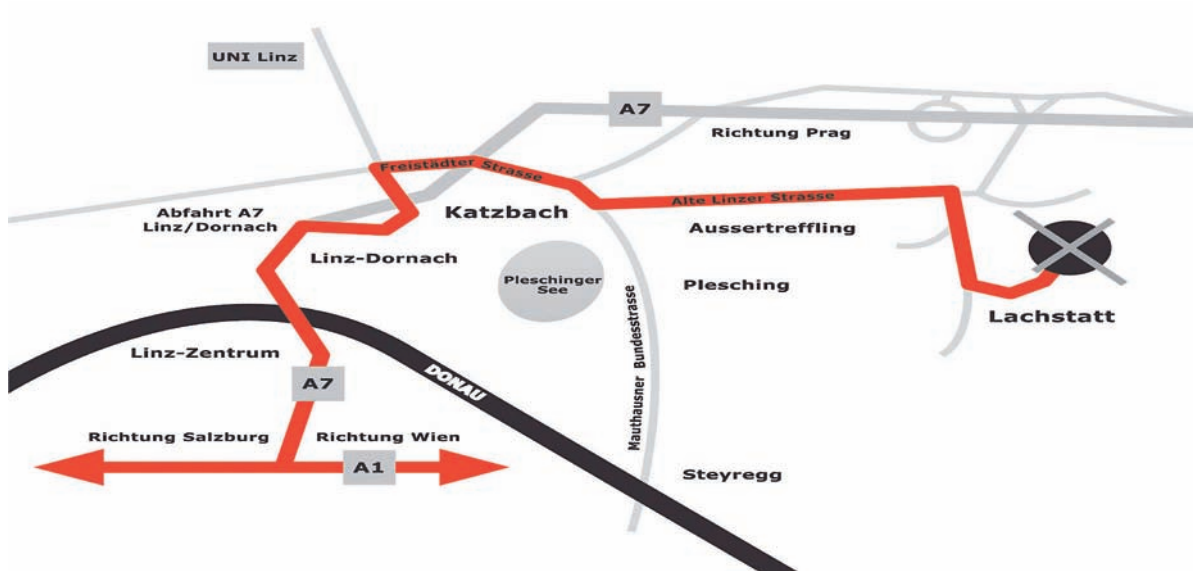 UNI Linz
A7
Richtung Prag
Freistädter Strasse
Alte Linzer Strasse
Abfahrt A7
Linz/Dornach
Katzbach
Aussertreffling
Linz-Dornach
Pleschinger
See
Plesching
Lachstatt
Mauthausner Bundesstrasse
Linz-Zentrum
A7
DONAU
Richtung Salzburg
Richtung Wien
A1
Steyregg